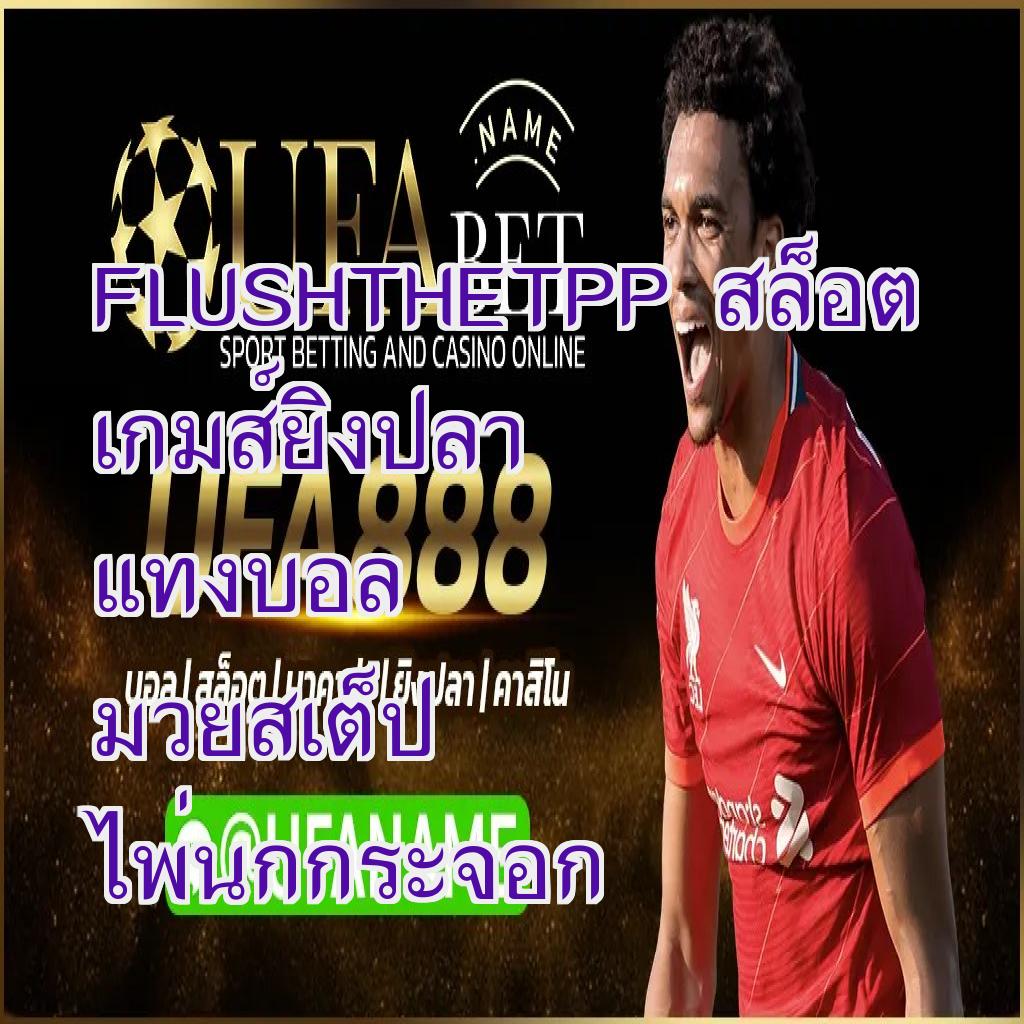 .NAME
UFA BET
FLUSHTHETPP สล็อต
SPORT BETTING AND CASINO ONLINE
เกมส์ยิงปลา
UFA888
แทงบอล
บอล | สล็อต | บาคาร่า | ยิงปลา | คาสิโน
มวยสเต็ป
@UFANAME
ไพ่นกกระจอก